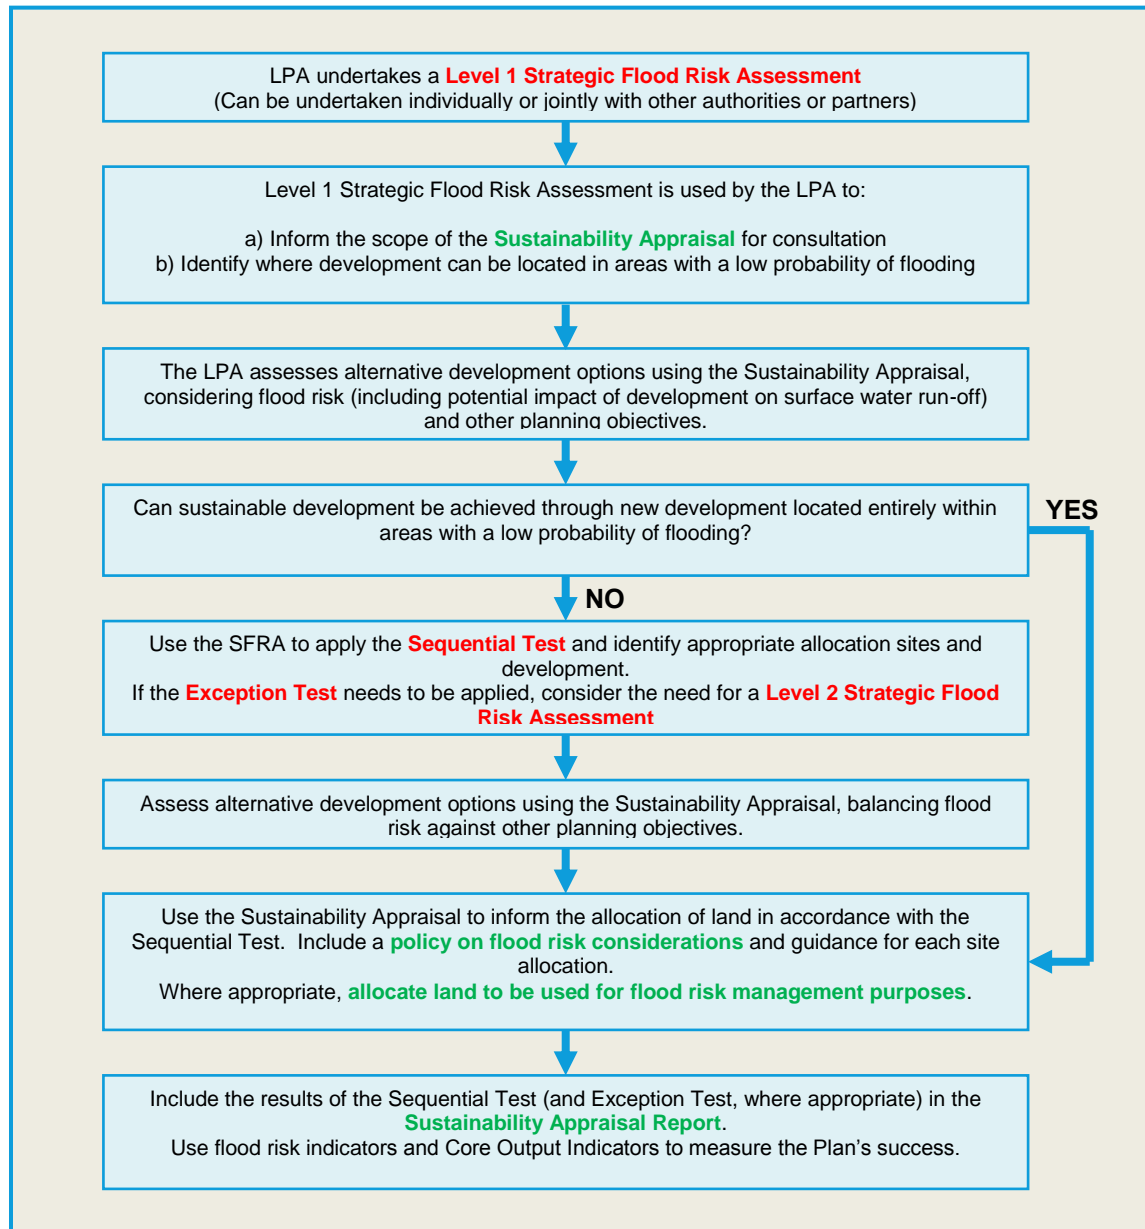 LPA undertakes a Level 1 Strategic Flood Risk Assessment
(Can be undertaken individually or jointly with other authorities or partners)
Level 1 Strategic Flood Risk Assessment is used by the LPA to:
a) Inform the scope of the Sustainability Appraisal for consultation
b) Identify where development can be located in areas with a low probability of flooding
The LPA assesses alternative development options using the Sustainability Appraisal,
considering flood risk (including potential impact of development on surface water run-off)
and other planning objectives.
Can sustainable development be achieved through new development located entirely within
areas with a low probability of flooding?
YES
NO
Use the SFRA to apply the Sequential Test and identify appropriate allocation sites and
development.
If the Exception Test needs to be applied, consider the need for a Level 2 Strategic Flood
Risk Assessment
Assess alternative development options using the Sustainability Appraisal, balancing flood
risk against other planning objectives.
Use the Sustainability Appraisal to inform the allocation of land in accordance with the
Sequential Test.  Include a policy on flood risk considerations and guidance for each site
allocation.
Where appropriate, allocate land to be used for flood risk management purposes.
Include the results of the Sequential Test (and Exception Test, where appropriate) in the
Sustainability Appraisal Report.
Use flood risk indicators and Core Output Indicators to measure the Plan’s success.